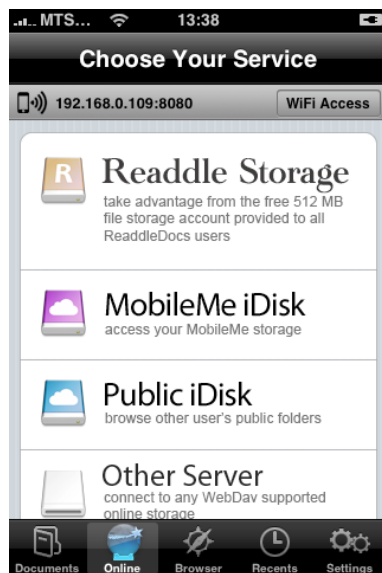 MTS... 13:38
Choose Your Service
192.168.0.109:8080 WiFi Access
R Readdle Storage
take advantage from the free 512 MB
file storage account provided to all
ReaddleDocs users
MobileMe iDisk
access your MobileMe storage
Public iDisk
browse other user's public folders
Other Server
connect to any WebDav supported
online storage
Documents Online Browser Recents Settings